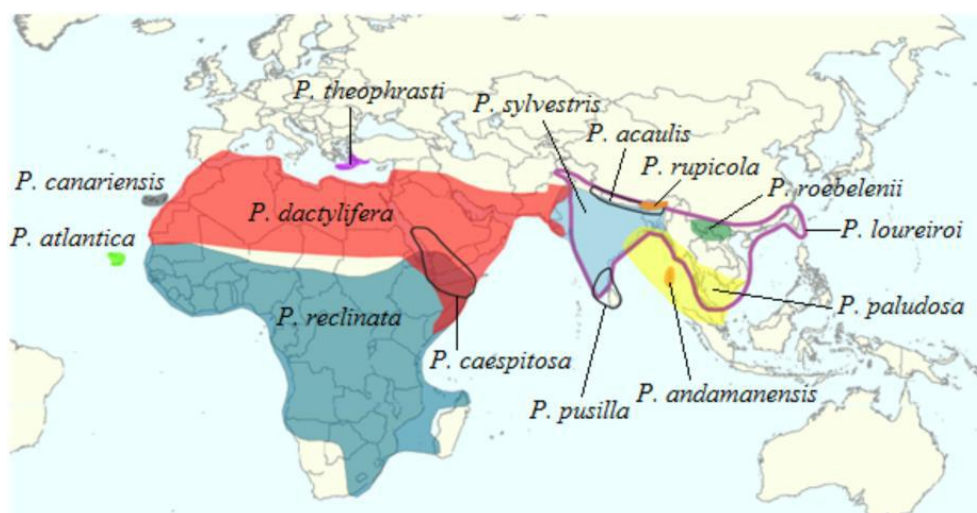 P. theophrasti
P. sylvestris
P. acaulis
P. rupicola
P. canariensis
P. roebelenii
P. dactylifera
P. loureiroi
P. atlantica
P. paludosa
P. reclinata
P. caespitosa
P. andamanensis
P. pusilla